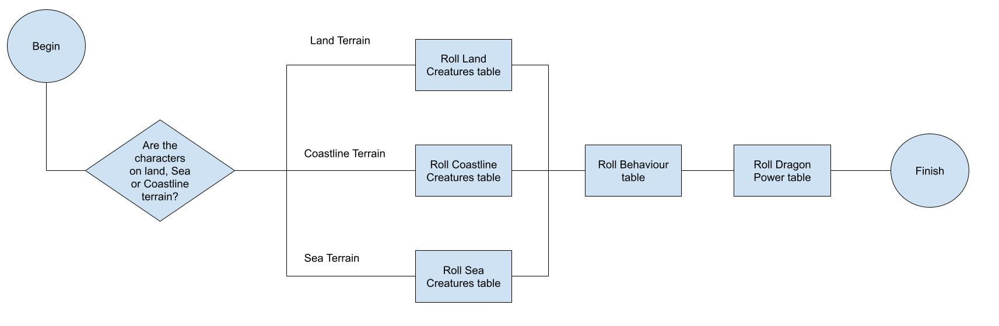 Begin
Are the
characters
on land, Sea
or Coastline
terrain?
Land Terrain
Roll Land
Creatures table
Coastline Terrain
Roll Coastline
Creatures table
Sea Terrain
Roll Sea
Creatures table
Roll Behaviour
table
Roll Dragon
Power table
Finish